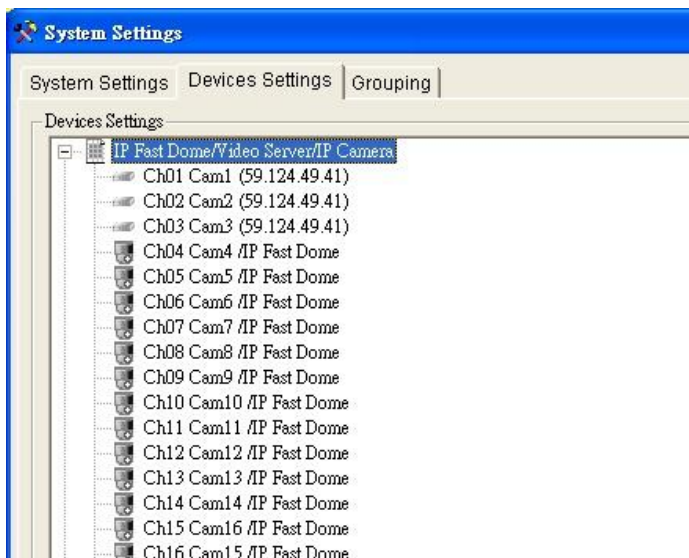 System Settings
System Settings Devices Settings Grouping
Devices Settings
IP Fast Dome/Video Server/IP Camera
Ch01 Cam1 (59.124.49.41)
Ch02 Cam2 (59.124.49.41)
Ch03 Cam3 (59.124.49.41)
Ch04 Cam4 /IP Fast Dome
Ch05 Cam5 /IP Fast Dome
Ch06 Cam6 /IP Fast Dome
Ch07 Cam7 /IP Fast Dome
Ch08 Cam8 /IP Fast Dome
Ch09 Cam9 /IP Fast Dome
Ch10 Cam10 /IP Fast Dome
Ch11 Cam11 /IP Fast Dome
Ch12 Cam12 /IP Fast Dome
Ch13 Cam13 /IP Fast Dome
Ch14 Cam14 /IP Fast Dome
Ch15 Cam16 /IP Fast Dome
Ch16 Cam15 /IP Fast Dome